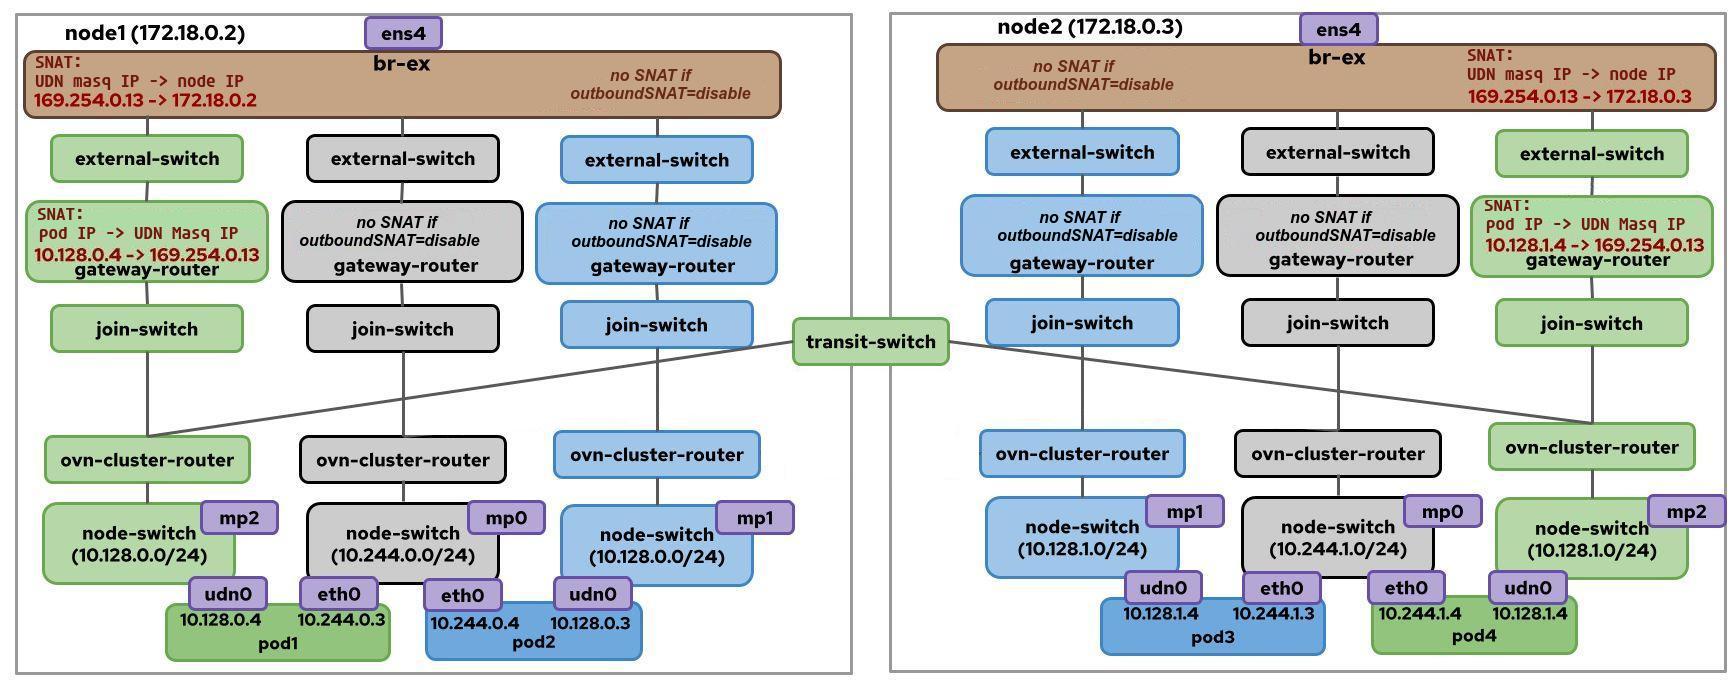 node1 (172.18.0.2)
ens4
br-ex
SNAT:
UDN masq IP -> node IP
169.254.0.13 -> 172.18.0.2
no SNAT if
outboundSNAT=disable
external-switch
external-switch
external-switch
SNAT:
pod IP -> UDN Masq IP
10.128.0.4 -> 169.254.0.13
gateway-router
no SNAT if
outboundSNAT=disable
gateway-router
no SNAT if
outboundSNAT=disable
gateway-router
join-switch
join-switch
join-switch
ovn-cluster-router
ovn-cluster-router
ovn-cluster-router
mp2
node-switch
(10.128.0.0/24)
mp0
node-switch
(10.244.0.0/24)
mp1
node-switch
(10.128.0.0/24)
udn0
eth0
10.128.0.4
10.244.0.3
pod1
eth0
udn0
10.244.0.4
10.128.0.3
pod2
transit-switch
node2 (172.18.0.3)
ens4
br-ex
no SNAT if
outboundSNAT=disable
SNAT:
UDN masq IP -> node IP
169.254.0.13 -> 172.18.0.3
external-switch
external-switch
external-switch
no SNAT if
outboundSNAT=disable
gateway-router
no SNAT if
outboundSNAT=disable
gateway-router
SNAT:
pod IP -> UDN Masq IP
10.128.1.4 -> 169.254.0.13
gateway-router
join-switch
join-switch
join-switch
ovn-cluster-router
ovn-cluster-router
ovn-cluster-router
mp1
node-switch
(10.128.1.0/24)
mp0
node-switch
(10.244.1.0/24)
mp2
node-switch
(10.128.1.0/24)
udn0
eth0
10.128.1.4
10.244.1.3
pod3
eth0
udn0
10.244.1.4
10.128.1.4
pod4